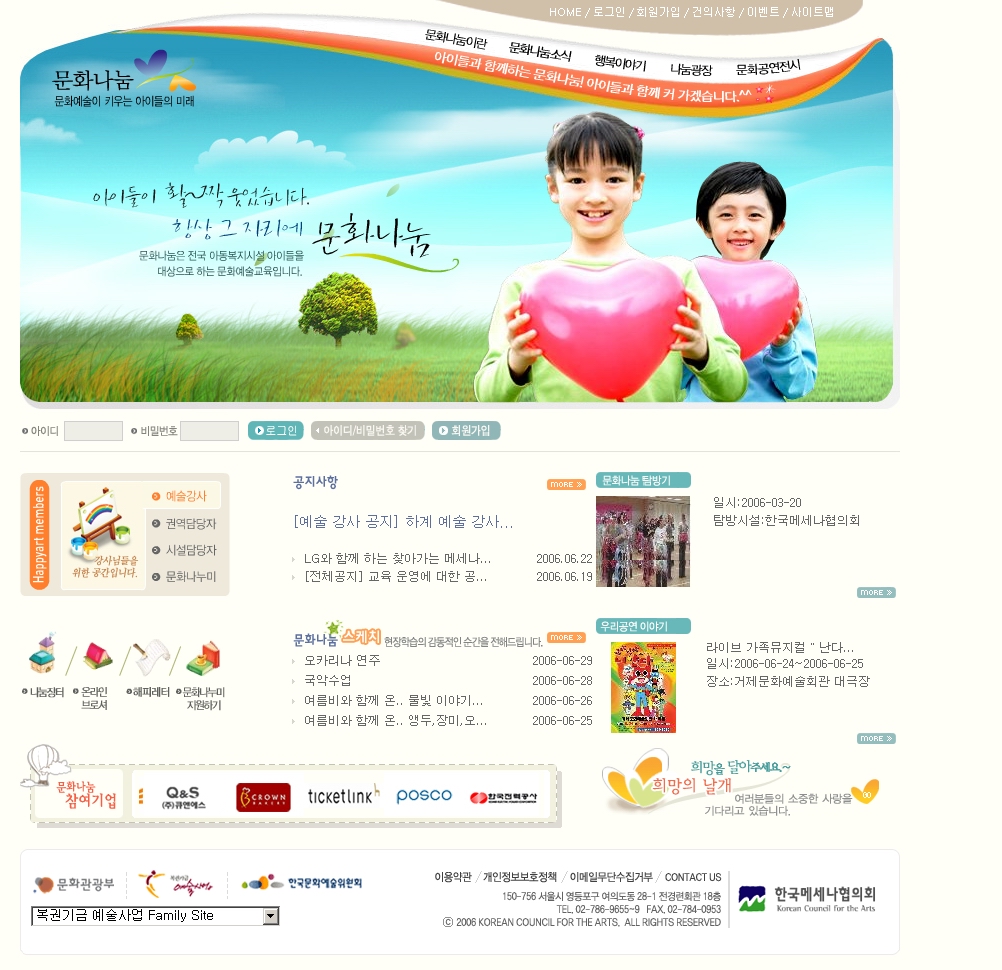 HOME / 로그인 / 회원가입 / 건의사항 / 이벤트 / 사이트맵
문화나눔이란 문화나눔소식 행복이야기 나눔광장 문화공연전시
아이들과 함께하는 문화나눔! 아이들과 함께 커 가겠습니다.^^
문화나눔
문화예술이 키우는 아이들의 미래
아이들이 활~짝 웃었습니다.
항상 그 자리에 문화나눔
문화나눔은 전국 아동복지시설 아이들을
대상으로 하는 문화예술교육입니다.
아이디 비밀번호 로그인 아이디/비밀번호 찾기 회원가입
Happyart members
강사님들을
위한 공간입니다.
예술강사
권역담당자
시설담당자
문화나누미
공지사항 MORE
[예술 강사 공지] 하계 예술 강사...
LG와 함께 하는 찾아가는 메세나... 2006.06.22
[전체공지] 교육 운영에 대한 공... 2006.06.19
문화나눔 탐방기
일시:2006-03-20
탐방시설:한국메세나협의회
MORE
나눔장터 온라인 브로셔 해피레터 문화나누미 지원하기
문화나눔 스케치 현장학습의 감동적인 순간을 전해드립니다. MORE
오카리나 연주 2006-06-29
국악수업 2006-06-28
여름비와 함께 온.. 물빛 이야기... 2006-06-26
여름비와 함께 온.. 앵두,장미,오... 2006-06-25
우리공연 이야기
라이브 가족뮤지컬 " 난다...
일시:2006-06-24~2006-06-25
장소:거제문화예술회관 대극장
MORE
문화나눔
참여기업
Q&S
(주)큐앤에스
CROWN
BAKERY
ticketlink
posco
한국전력공사
희망을 달아주세요~
희망의 날개
여러분들의 소중한 사랑을
기다리고 있습니다.
문화관광부 복권기금 예술사업 한국문화예술위원회
복권기금 예술사업 Family Site
이용약관 / 개인정보보호정책 / 이메일무단수집거부 / CONTACT US
150-756 서울시 영등포구 여의도동 28-1 전경련회관 18층
TEL. 02-786-9655~9 FAX. 02-784-0953
ⓒ 2006 KOREAN COUNCIL FOR THE ARTS, ALL RIGHTS RESERVED
한국메세나협의회
Korean Council for the Arts